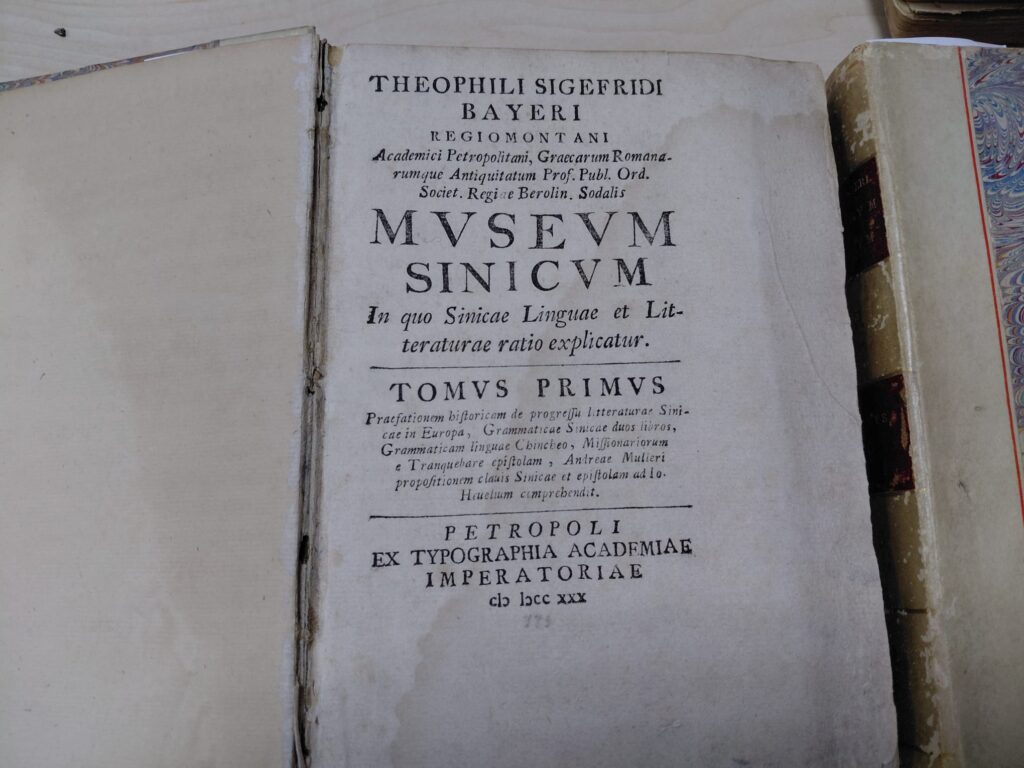 THEOPHILI SIGEFRIDI
BAYERI
REGIOMONTANI
Academici Petropolitani, Graecarum Romana-
rumque Antiquitatum Prof. Publ. Ord.
Societ. Regiae Berolin. Sodalis
MVSEVM
SINICVM
In quo Sinicae Linguae et Lit-
teraturae ratio explicatur.
TOMVS PRIMVS
Praefationem hiſtoricam de progreſſu litteraturae Sini-
cae in Europa, Grammaticae Sinicae duos libros,
Grammaticam linguae Chincheo, Miſſionariorum
e Tranquebare epiſtolam, Andreae Mulleri
propoſitionem clauis Sinicae et epiſtolam ad Io.
Heuelium comprehendit.
PETROPOLI
EX TYPOGRAPHIA ACADEMIAE
IMPERATORIAE
cIↄ Iↄcc xxx